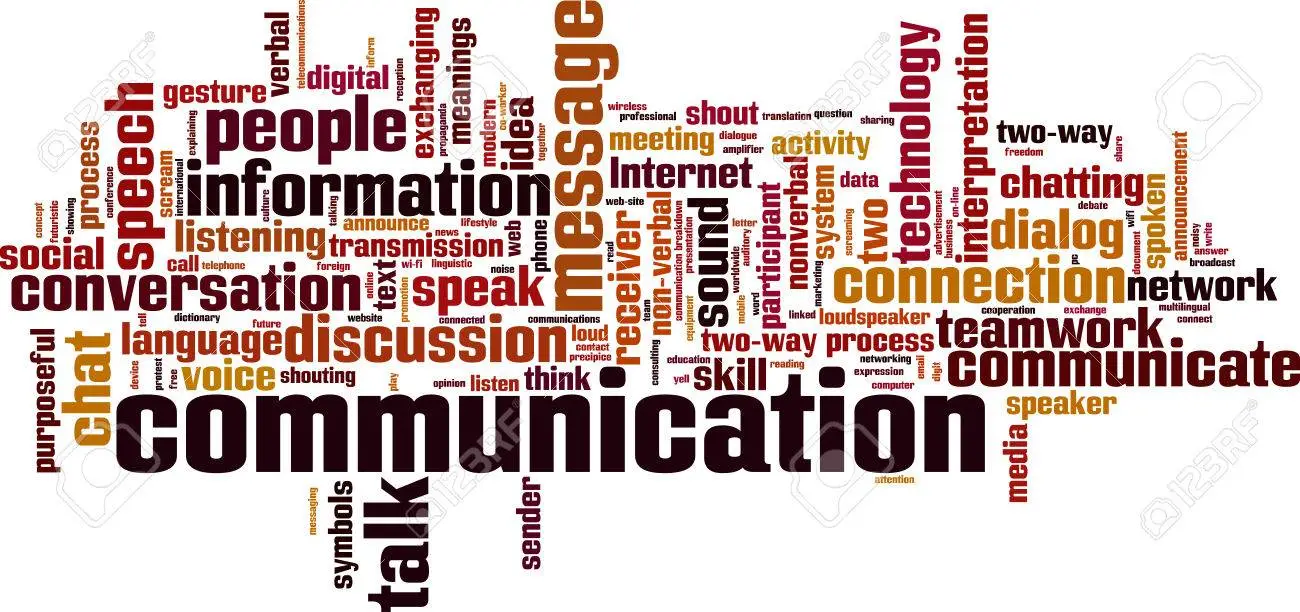 communication
message
information
people
conversation
discussion
talk
speech
chat
connection
communicate
teamwork
dialog
technology
interpretation
sound
receiver
speak
language
listening
transmission
Internet
network
chatting
two-way
two-way process
skill
voice
social
idea
text
gesture
digital
verbal
telecommunications
inform
reception
exchanging
propaganda
meanings
modern
co-worker
together
explaining
process
conference
scream
international
culture
talking
announce
news
lifestyle
web
phone
concept
futuristic
showing
call
telephone
foreign
online
wi-fi
linguistic
noise
promotion
connected
communications
website
dictionary
future
tell
purposeful
device
protest
free
shouting
play
opinion
listen
think
loud
contact
precipice
wireless
professional
shout
translation
question
sharing
meeting
dialogue
amplifier
activity
data
web-site
read
team
non-verbal
communication breakdown
presentation
equipment
letter
worldwide
auditory
mobile
word
participant
nonverbal
linked
marketing
system
screaming
two
loudspeaker
consulting
education
yell
reading
networking
expression
computer
email
digit
advertisement
business
on-line
freedom
share
debate
wifi
spoken
announcement
noisy
write
answer
broadcast
pc
document
multilingual
connect
cooperation
exchange
speaker
media
attention
sender
symbols
messaging
123RF